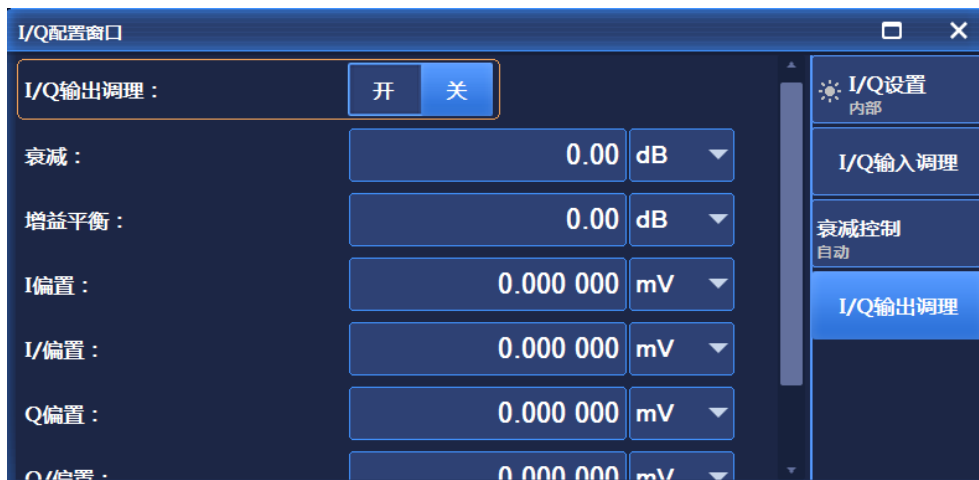 I/Q配置窗口
I/Q输出调理：
开 关
衰减：
0.00 dB
增益平衡：
0.00 dB
I偏置：
0.000 000 mV
I/偏置：
0.000 000 mV
Q偏置：
0.000 000 mV
Q/偏置：
0.000 000 mV
I/Q设置
内部
I/Q输入调理
衰减控制
自动
I/Q输出调理